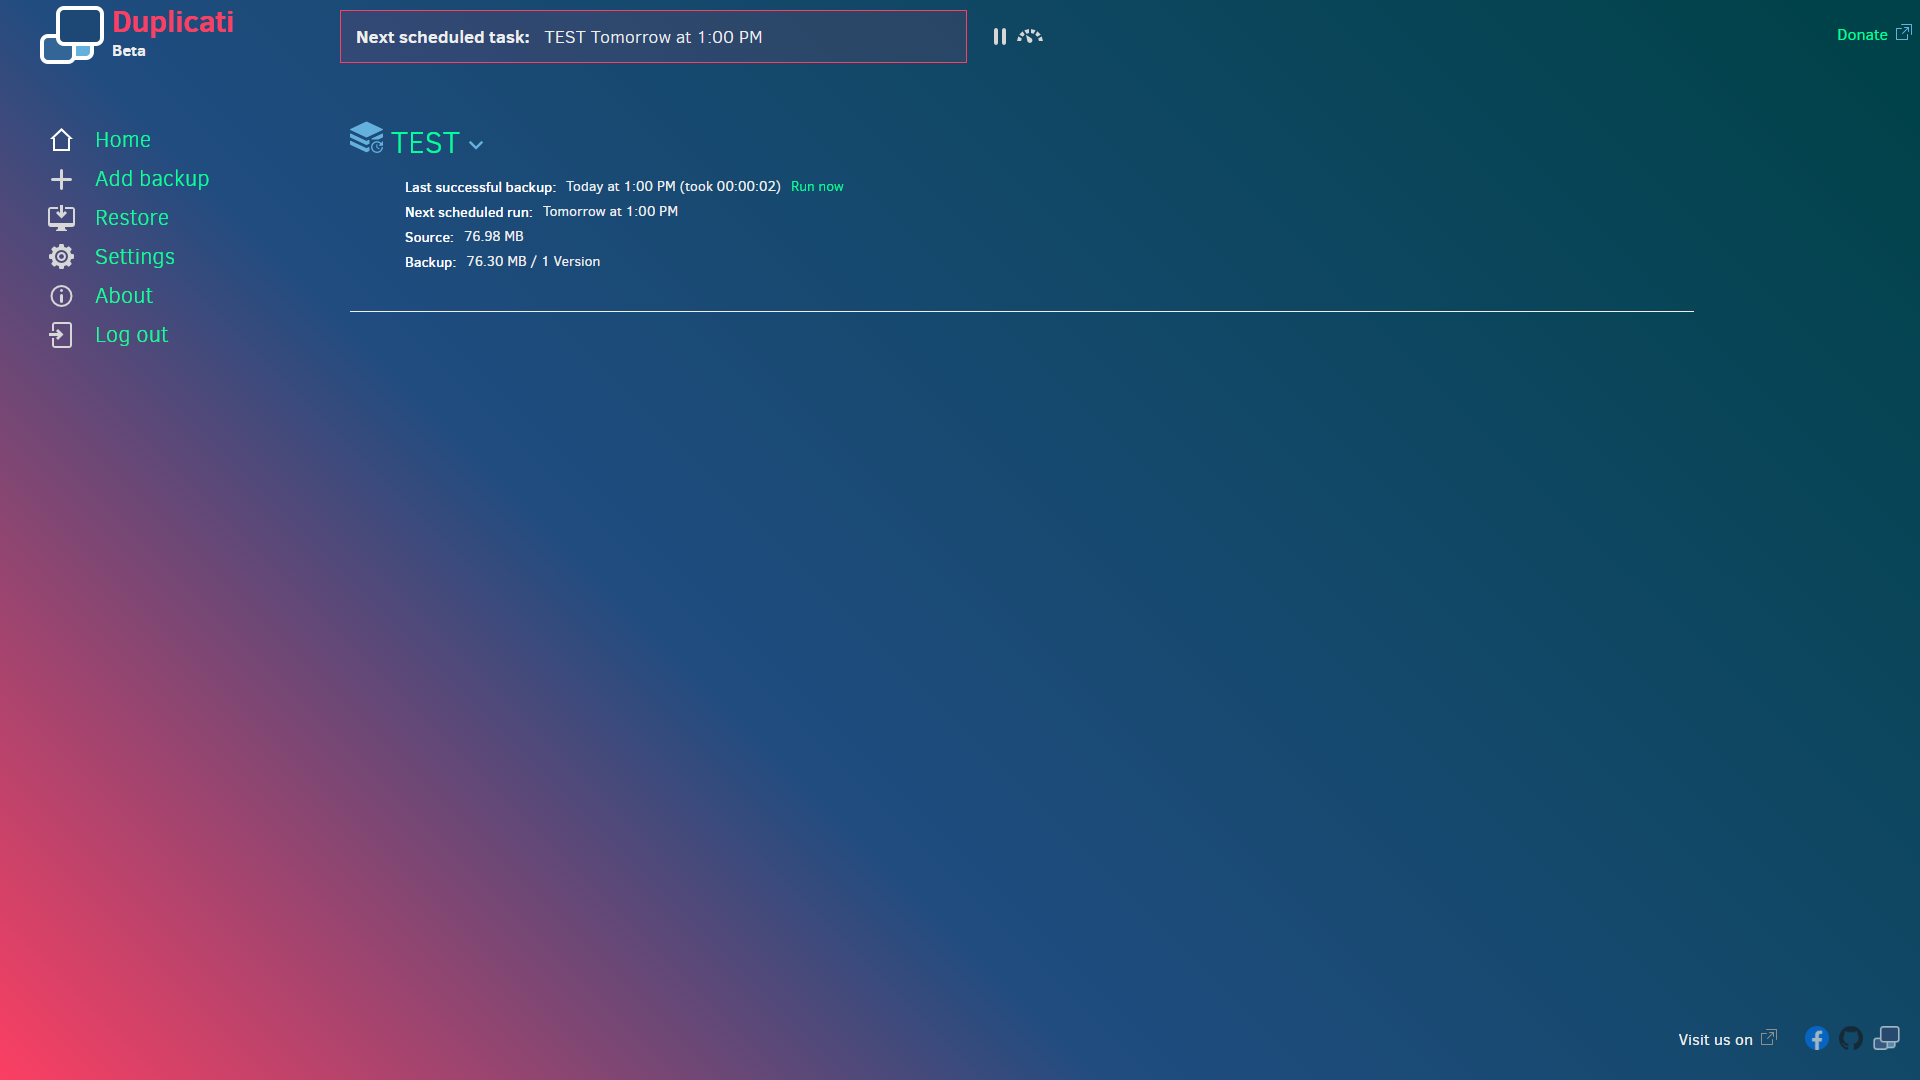 Duplicati
Beta
Next scheduled task: TEST Tomorrow at 1:00 PM
Donate
Home
Add backup
Restore
Settings
About
Log out
TEST
Last successful backup: Today at 1:00 PM (took 00:00:02) Run now
Next scheduled run: Tomorrow at 1:00 PM
Source: 76.98 MB
Backup: 76.30 MB / 1 Version
Visit us on